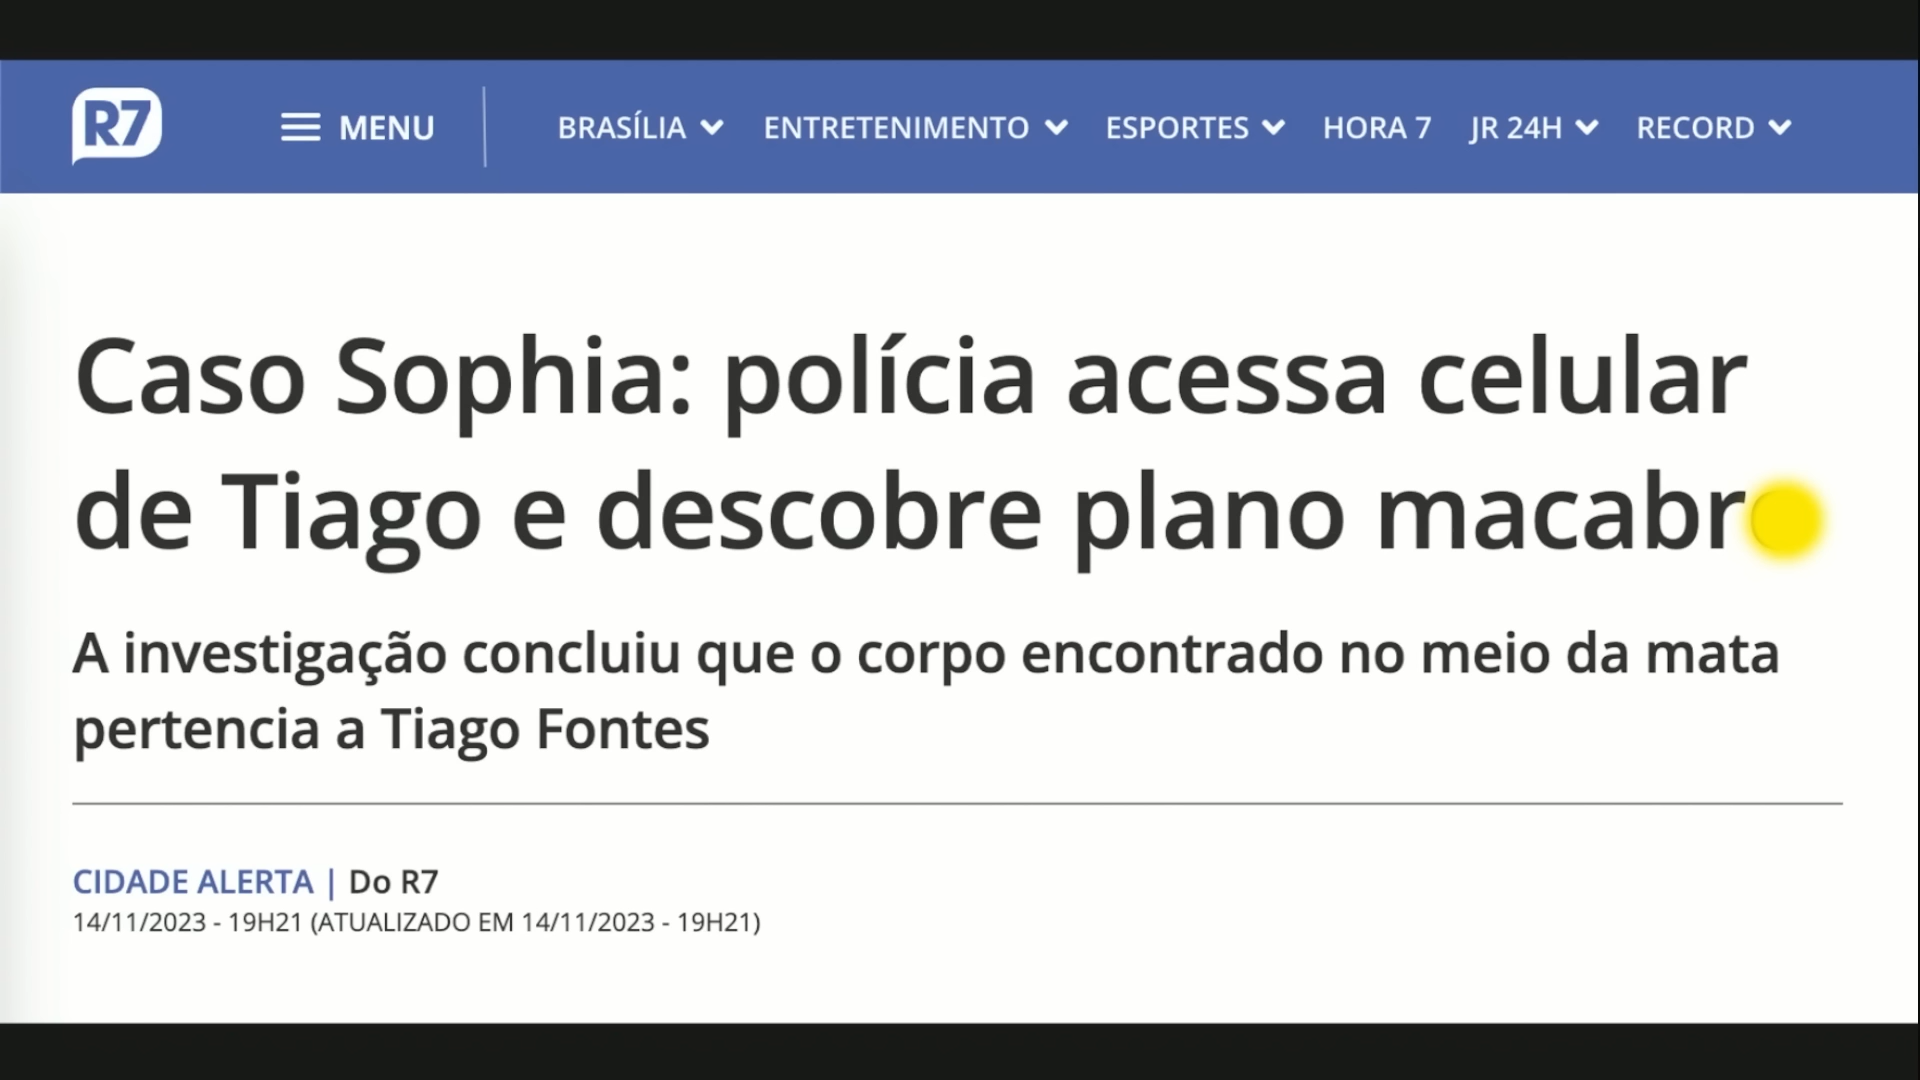 R7
MENU
BRASÍLIA
ENTRETENIMENTO
ESPORTES
HORA 7
JR 24H
RECORD
Caso Sophia: polícia acessa celular
de Tiago e descobre plano macabr
A investigação concluiu que o corpo encontrado no meio da mata
pertencia a Tiago Fontes
CIDADE ALERTA | Do R7
14/11/2023 - 19H21 (ATUALIZADO EM 14/11/2023 - 19H21)